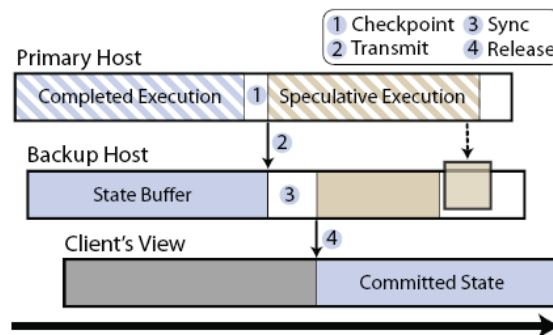 1 Checkpoint 3 Sync
2 Transmit 4 Release
Primary Host
Completed Execution 1 Speculative Execution
2
Backup Host
State Buffer 3
4
Client's View
Committed State